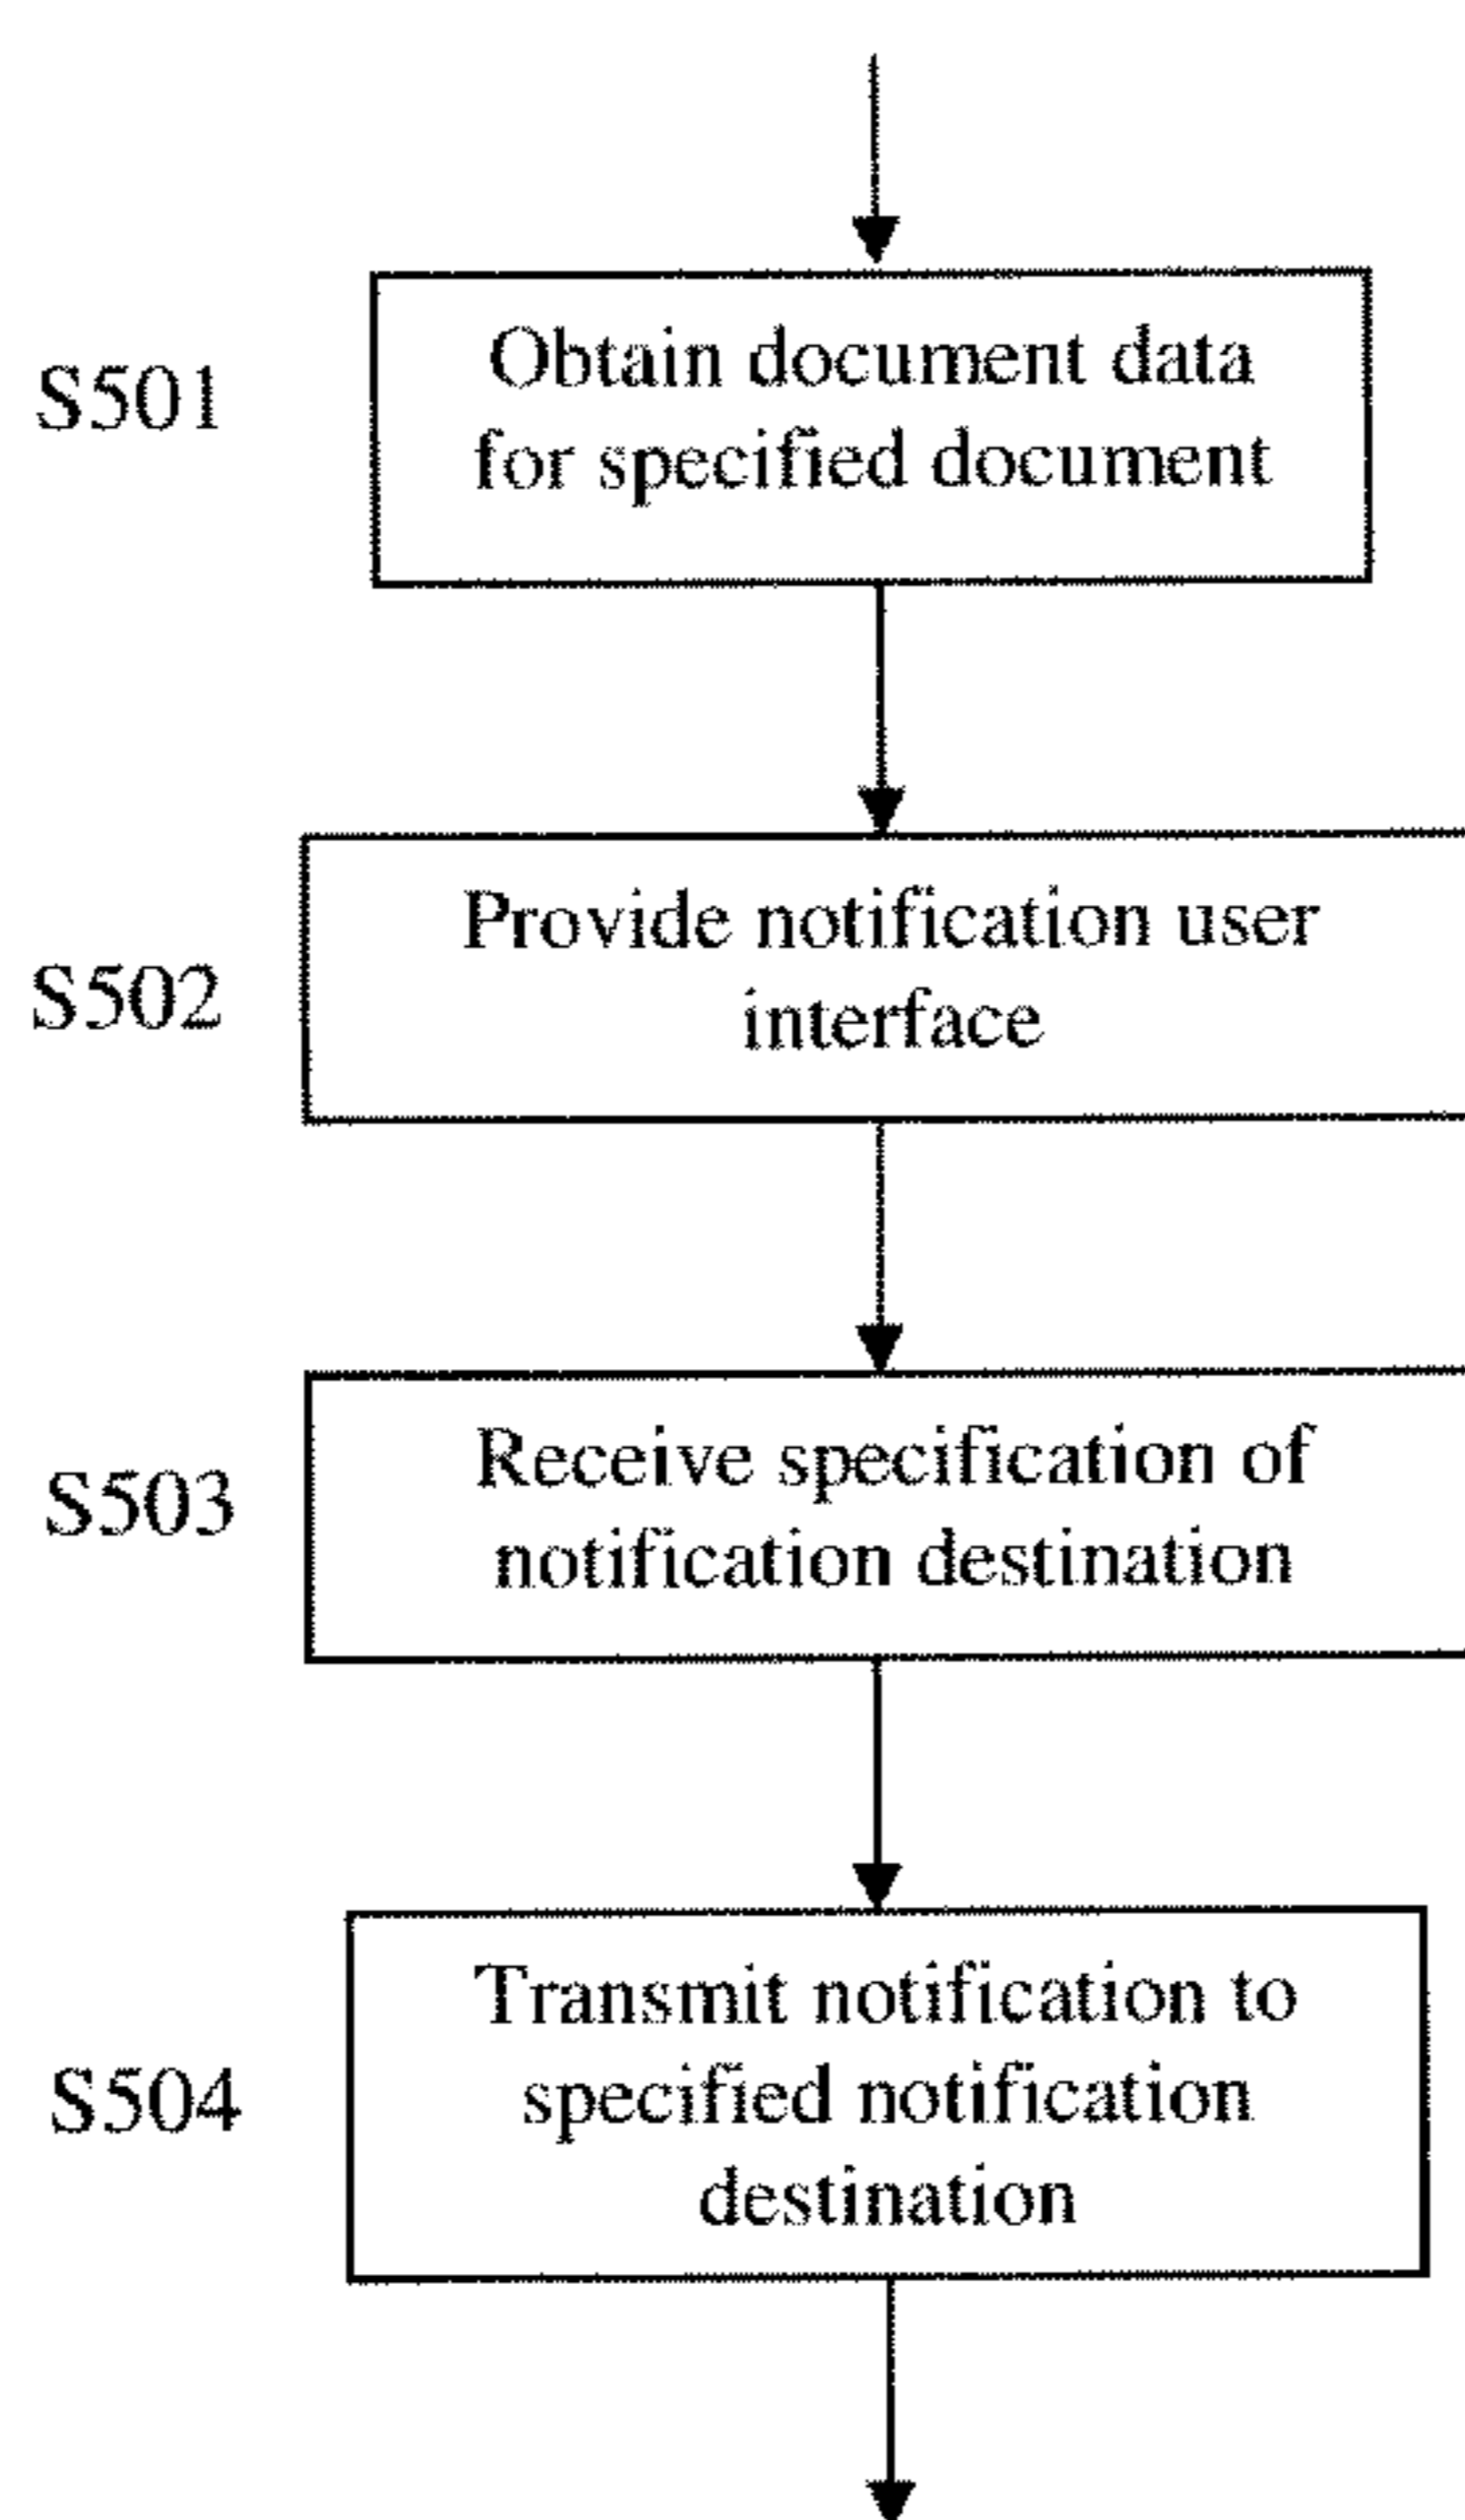 S501
Obtain document data
for specified document
S502
Provide notification user
interface
S503
Receive specification of
notification destination
S504
Transmit notification to
specified notification
destination